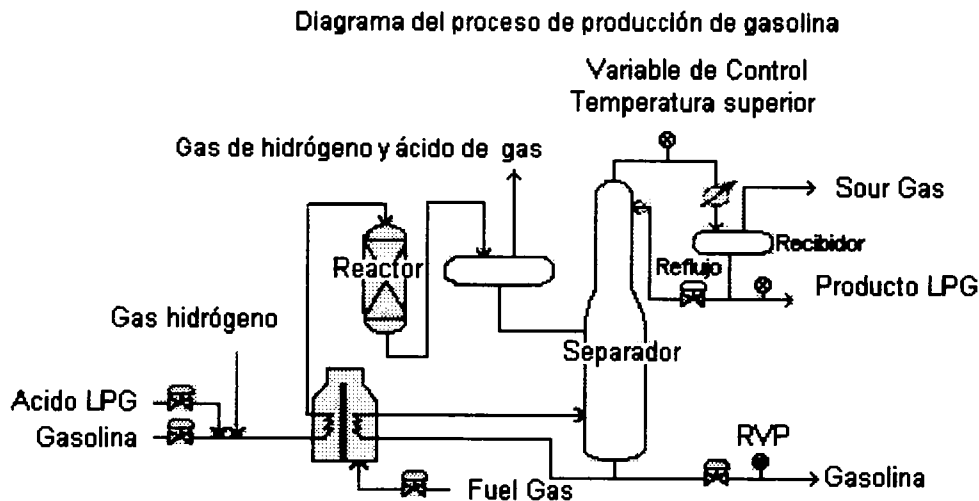 Diagrama del proceso de producción de gasolina
Variable de Control
Temperatura superior
Gas de hidrógeno y ácido de gas
Sour Gas
Recibidor
Reactor
Reflujo
Producto LPG
Gas hidrógeno
Separador
Acido LPG
Gasolina
RVP
Fuel Gas
Gasolina